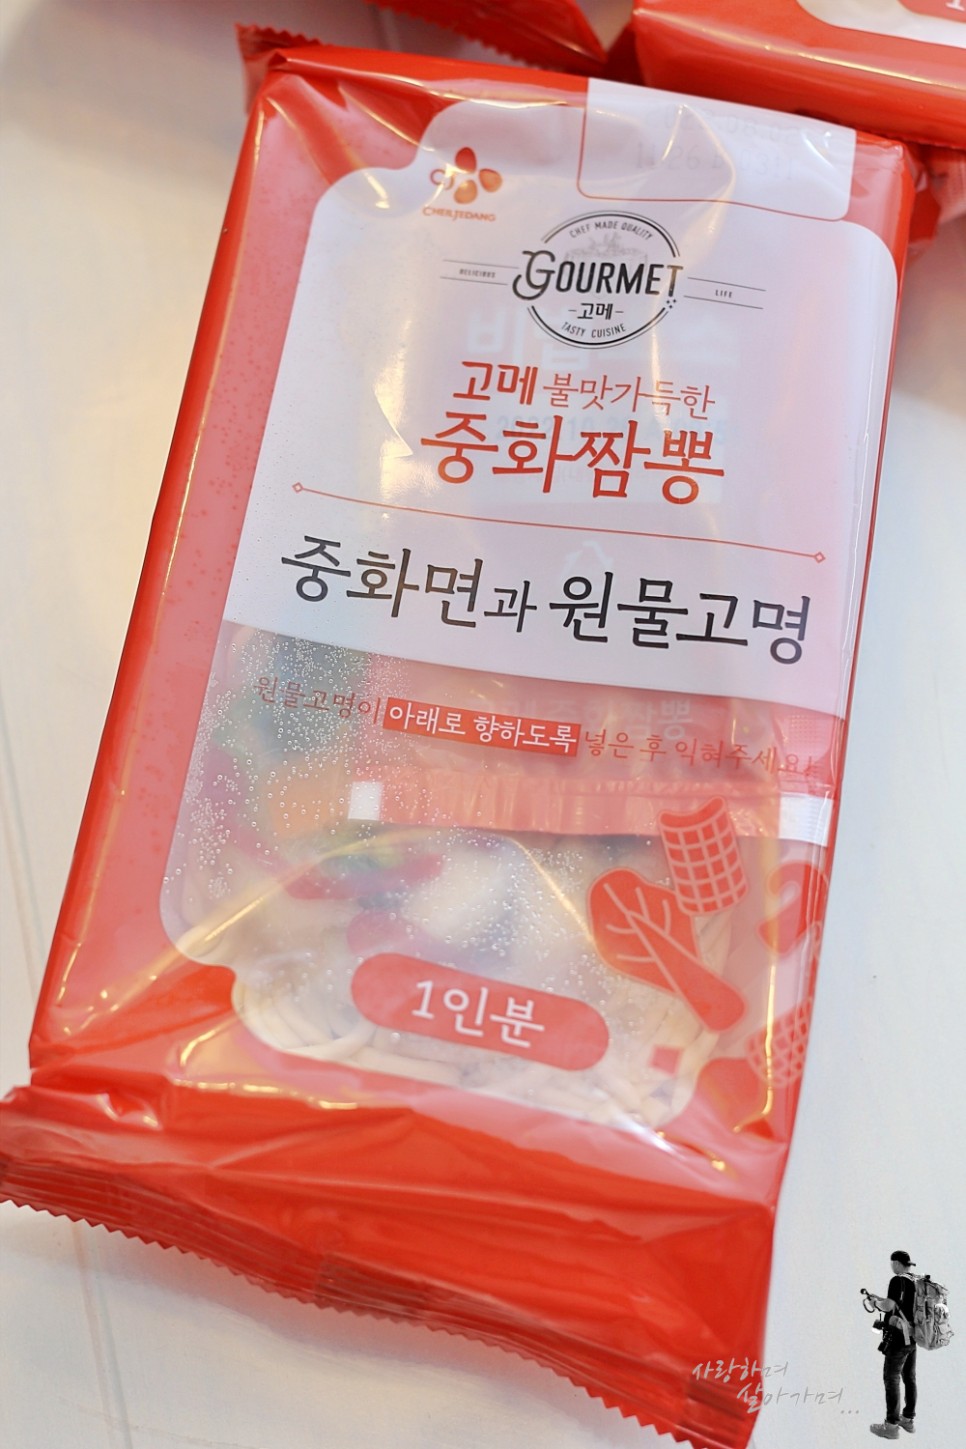 CJ
CHEILJEDANG
CHEF MADE QUALITY
DELICIOUS
GOURMET
LIFE
-고메-
TASTY CUISINE
고메 불맛가득한
중화짬뽕
중화면과 원물고명
원물고명이 아래로 향하도록 넣은 후 익혀주세요
1인분
사랑하며
살아가며...